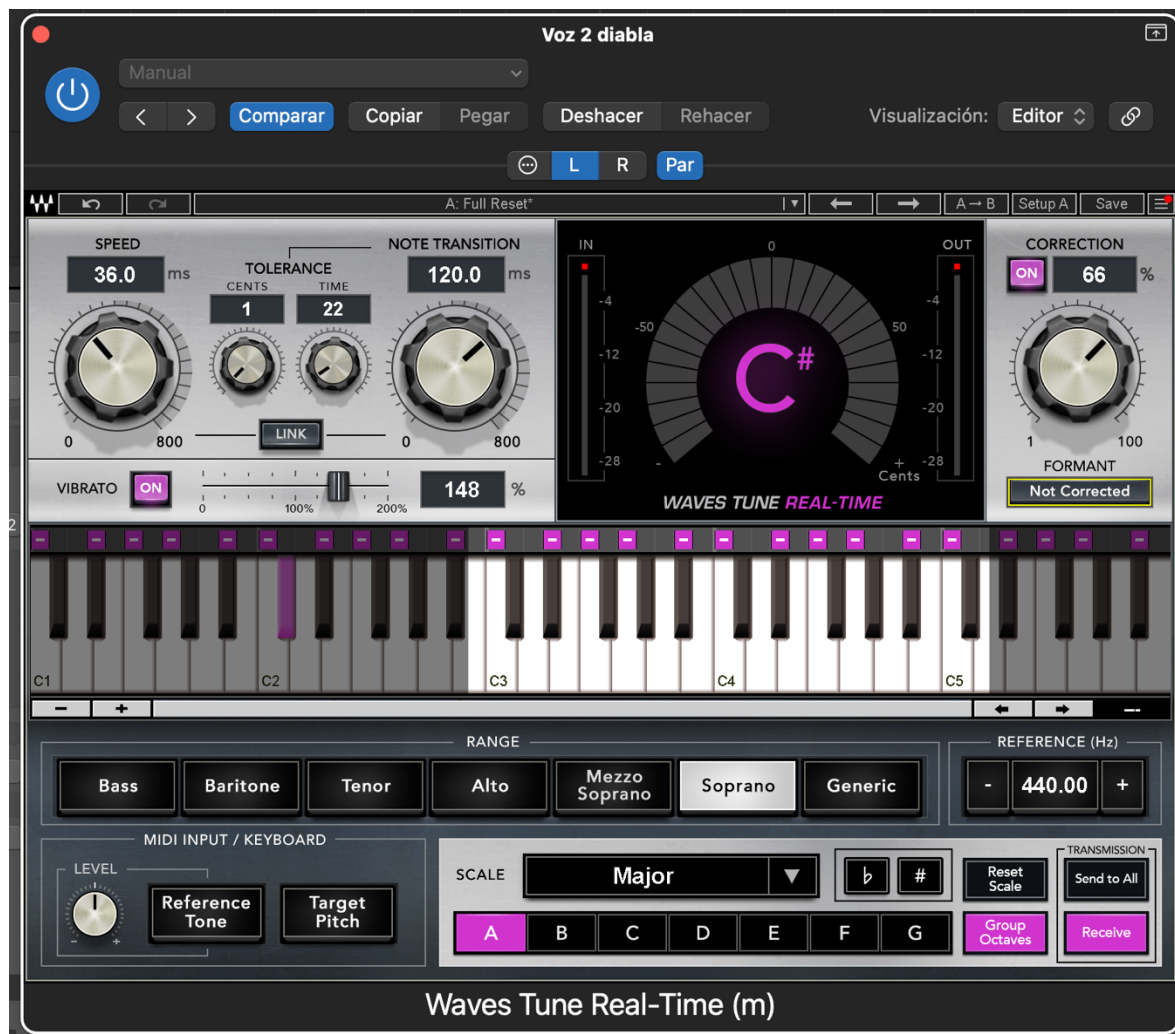 Voz 2 diabla
Manual
Comparar Copiar Pegar Deshacer Rehacer Visualización: Editor
L R Par
A: Full Reset* A→B Setup A Save
SPEED TOLERANCE NOTE TRANSITION
36.0 ms CENTS TIME 120.0 ms
1 22
0 800 LINK 0 800
VIBRATO ON 0 100% 200% 148 %
IN 0 OUT
-4 -4
-50 50
-12 -12
C#
-20 -20
-28 - + -28
Cents
WAVES TUNE REAL-TIME
CORRECTION
ON 66 %
1 100
FORMANT
Not Corrected
2
C1 C2 C3 C4 C5
- +
RANGE
Bass Baritone Tenor Alto Mezzo Soprano Soprano Generic
REFERENCE (Hz)
- 440.00 +
MIDI INPUT / KEYBOARD
LEVEL
- +
Reference Tone
Target Pitch
SCALE Major ♭ # Reset Scale
A B C D E F G Group Octaves
TRANSMISSION
Send to All
Receive
Waves Tune Real-Time (m)